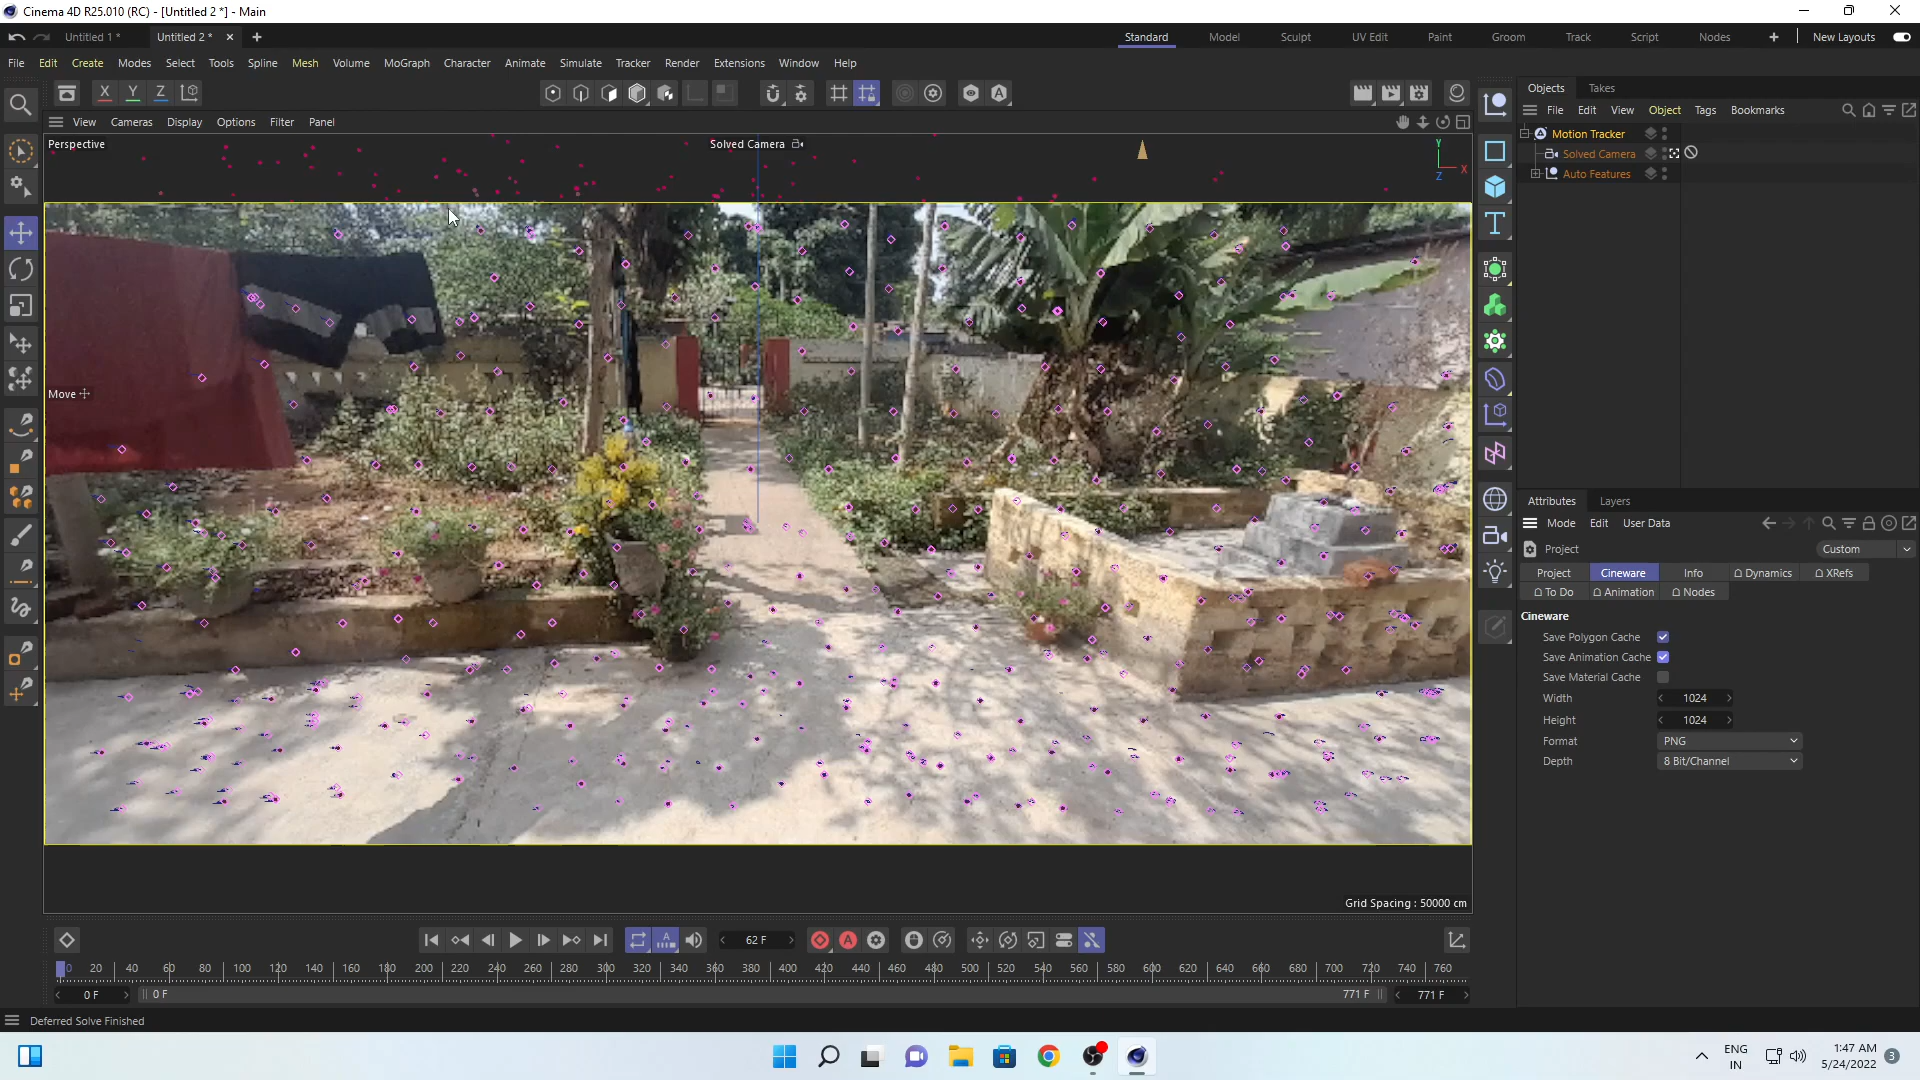 Cinema 4D R25.010 (RC) - [Untitled 2 *] - Main
Untitled 1 *
Untitled 2 *
Standard
Model
Sculpt
UV Edit
Paint
Groom
Track
Script
Nodes
New Layouts
File Edit Create Modes Select Tools Spline Mesh Volume MoGraph Character Animate Simulate Tracker Render Extensions Window Help
X Y Z
Objects Takes
View Cameras Display Options Filter Panel
File Edit View Object Tags Bookmarks
Perspective
Solved Camera
Y
X
Z
Motion Tracker
Solved Camera
Auto Features
Move
Attributes Layers
Mode Edit User Data
Project
Custom
Project Cineware Info Dynamics XRefs
To Do Animation Nodes
Cineware
Save Polygon Cache
Save Animation Cache
Save Material Cache
Width 1024
Height 1024
Format PNG
Depth 8 Bit/Channel
Grid Spacing : 50000 cm
62 F
0 20 40 60 80 100 120 140 160 180 200 220 240 260 280 300 320 340 360 380 400 420 440 460 480 500 520 540 560 580 600 620 640 660 680 700 720 740 760
0 F
0 F
771 F
771 F
Deferred Solve Finished
ENG
IN
1:47 AM
5/24/2022
3